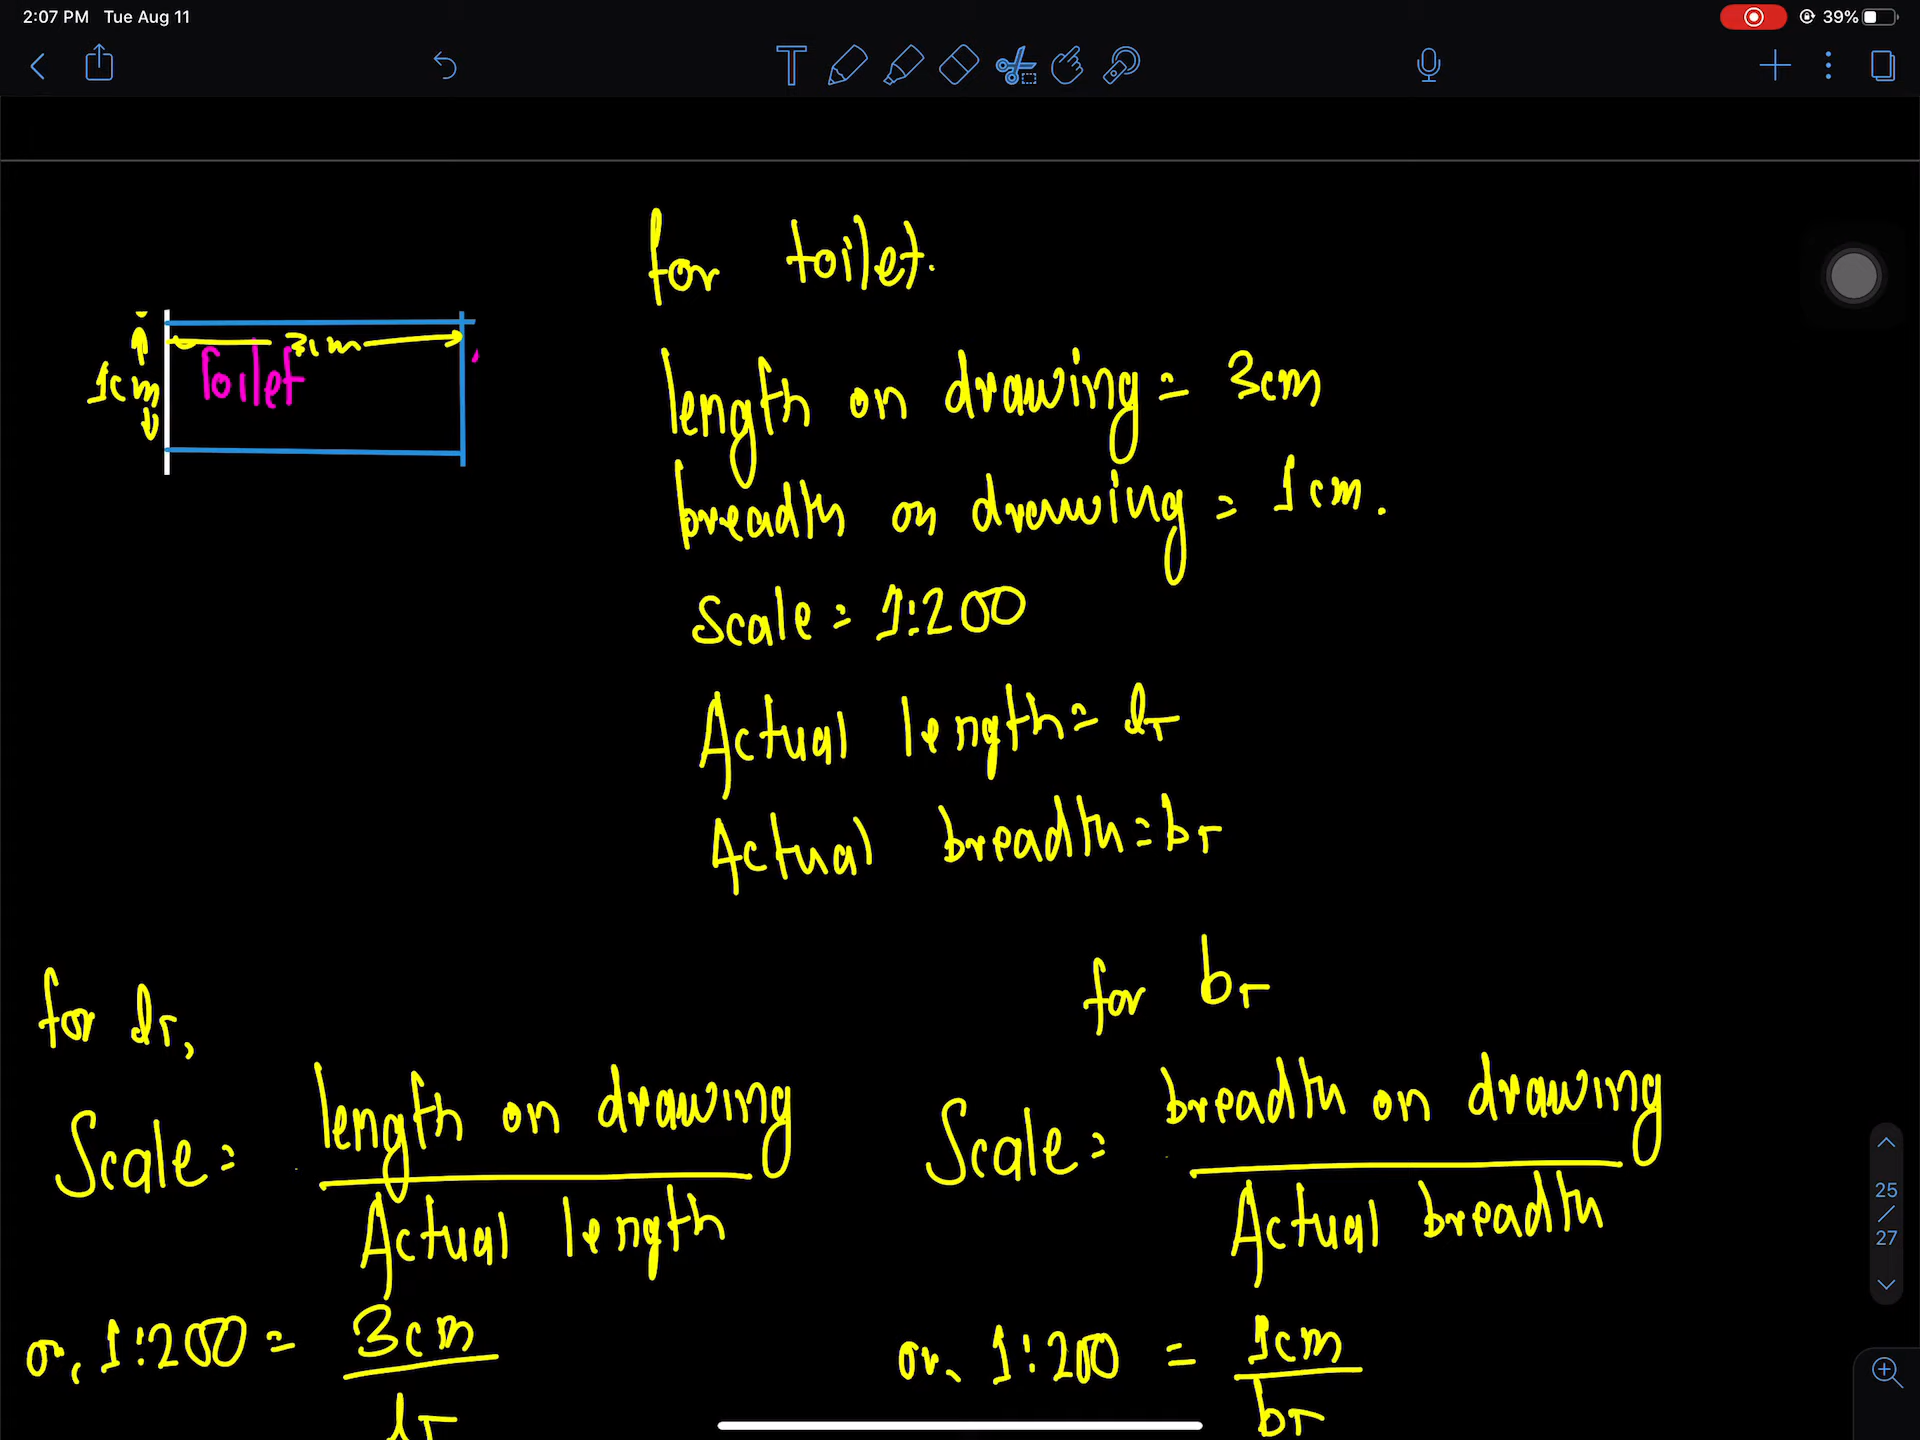 2:07 PM Tue Aug 11
39%
for toilet.
3cm
Toilet
1cm
length on drawing = 3cm
breadth on drawing = 1cm.
Scale = 1:200
Actual length = lr
Actual breadth = br
for lr,
for br
Scale = length on drawing
Actual length
Scale = breadth on drawing
Actual breadth
or, 1:200 = 3cm
lr
or, 1:200 = 1cm
br
25
/
27